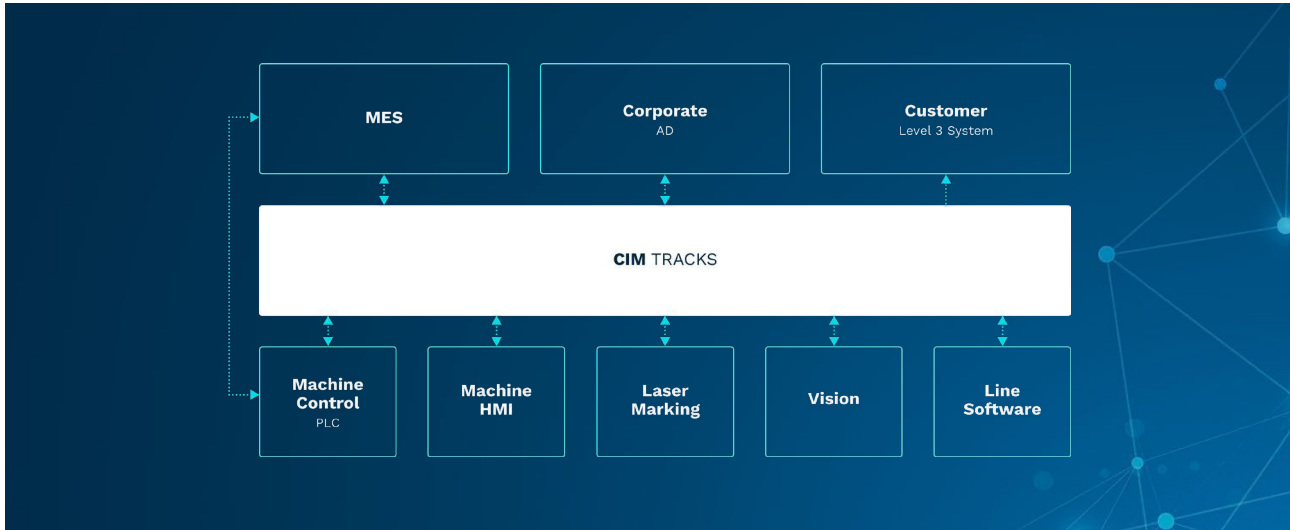 MES
Corporate
AD
Customer
Level 3 System
CIM TRACKS
Machine
Control
PLC
Machine
HMI
Laser
Marking
Vision
Line
Software